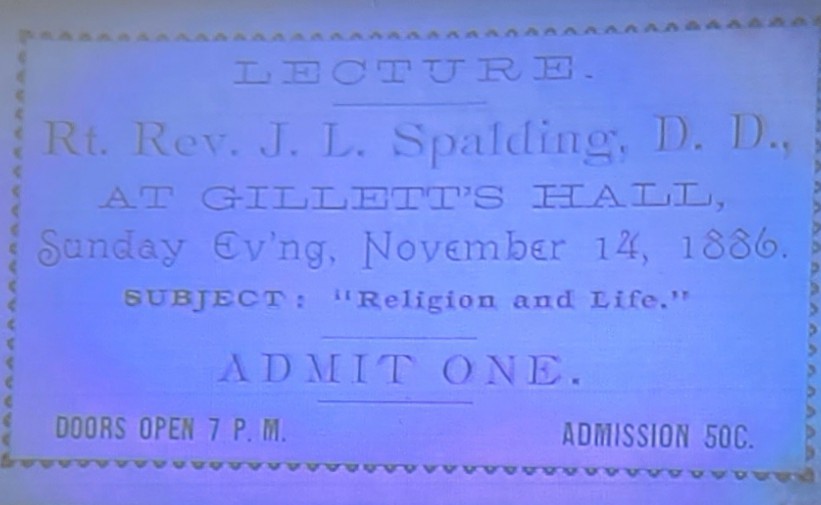 LECTURE.
Rt. Rev. J. L. Spalding, D. D.,
AT GILLETT'S HALL,
Sunday Ev'ng, November 14, 1886.
SUBJECT: "Religion and Life."
ADMIT ONE.
DOORS OPEN 7 P. M. ADMISSION 50C.